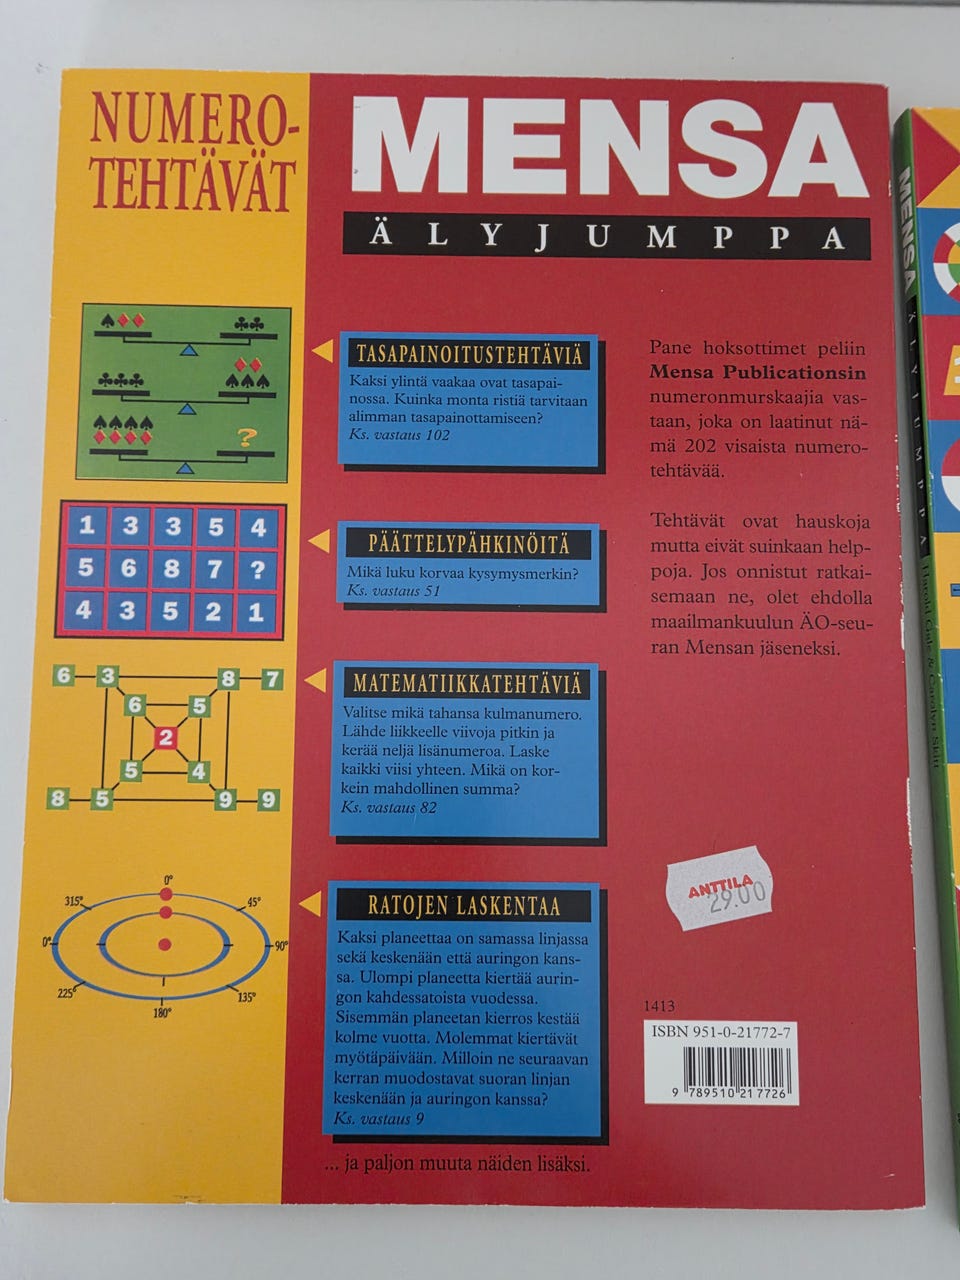 NUMERO-
TEHTÄVÄT
MENSA
ÄLYJUMPPA
?
TASAPAINOITUSTEHTÄVIÄ
Kaksi ylintä vaakaa ovat tasapai-
nossa. Kuinka monta ristiä tarvitaan
alimman tasapainottamiseen?
Ks. vastaus 102
1 3 3 5 4
5 6 8 7 ?
4 3 5 2 1
PÄÄTTELYPÄHKINÖITÄ
Mikä luku korvaa kysymysmerkin?
Ks. vastaus 51
6 3 8 7
6 5
2
5 4
8 5 9 9
MATEMATIIKKATEHTÄVIÄ
Valitse mikä tahansa kulmanumero.
Lähde liikkeelle viivoja pitkin ja
kerää neljä lisänumeroa. Laske
kaikki viisi yhteen. Mikä on kor-
kein mahdollinen summa?
Ks. vastaus 82
0°
315° 45°
0° 90°
225° 135°
180°
RATOJEN LASKENTAA
Kaksi planeettaa on samassa linjassa
sekä keskenään että auringon kans-
sa. Ulompi planeetta kiertää aurin-
gon kahdessatoista vuodessa.
Sisemmän planeetan kierros kestää
kolme vuotta. Molemmat kiertävät
myötäpäivään. Milloin ne seuraavan
kerran muodostavat suoran linjan
keskenään ja auringon kanssa?
Ks. vastaus 9
... ja paljon muuta näiden lisäksi.
Pane hoksottimet peliin
Mensa Publicationsin
numeronmurskaajia vas-
taan, joka on laatinut nä-
mä 202 visaista numero-
tehtävää.
Tehtävät ovat hauskoja
mutta eivät suinkaan help-
poja. Jos onnistut ratkai-
semaan ne, olet ehdolla
maailmankuulun ÄO-seu-
ran Mensan jäseneksi.
ANTTILA
29.00
1413
ISBN 951-0-21772-7
9 789510 217726
MENSA ÄLYJUMPPA Harold Gale & Carolyn Skitt